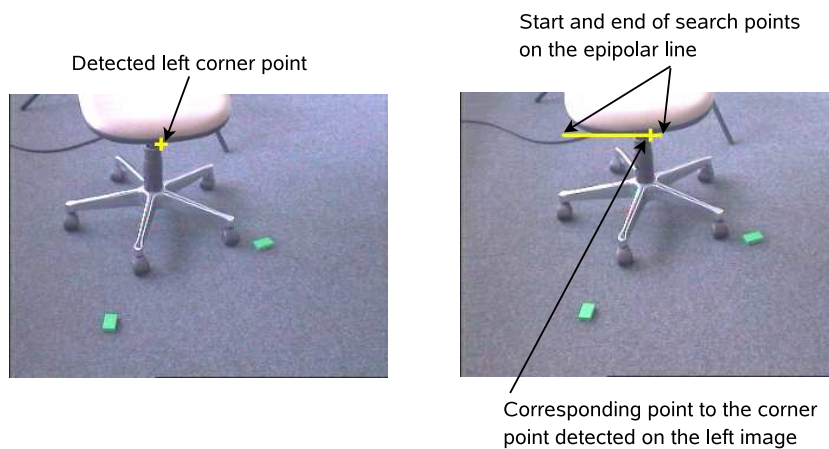 Detected left corner point
Start and end of search points
on the epipolar line
Corresponding point to the corner
point detected on the left image